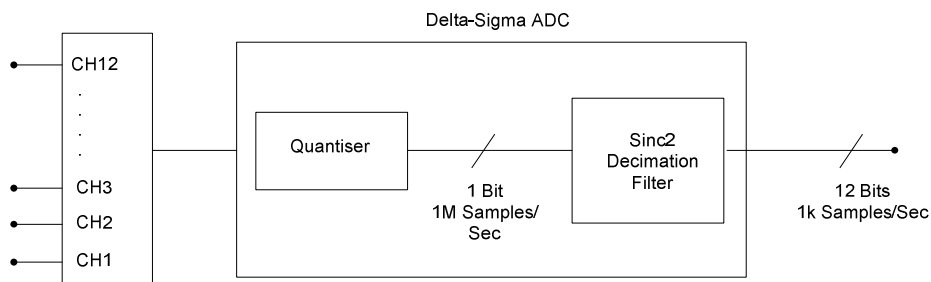 Delta-Sigma ADC
CH12
.
.
.
.
CH3
CH2
CH1
Quantiser
1 Bit
1M Samples/
Sec
Sinc2
Decimation
Filter
12 Bits
1k Samples/Sec